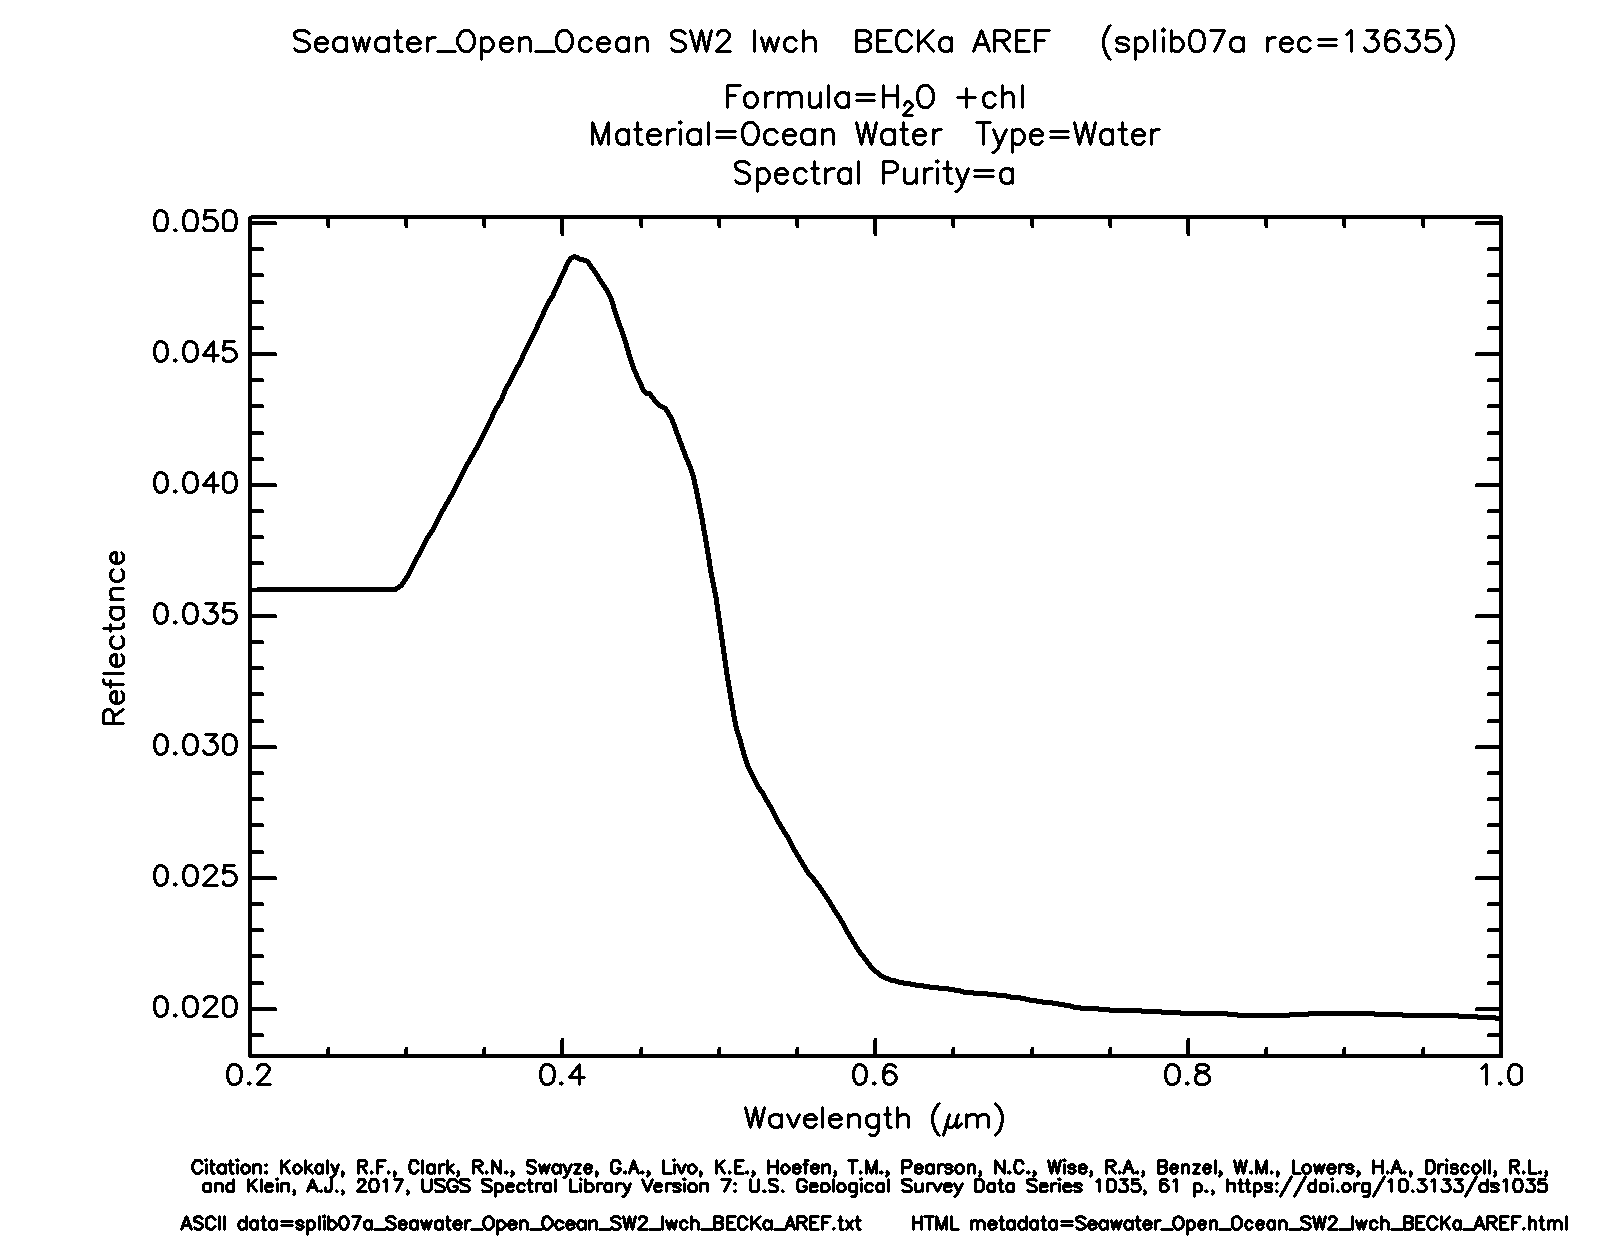 Seawater_Open_Ocean SW2 lwch BECKa AREF (splib07a rec=13635)
Formula=H₂O +chl
Material=Ocean Water Type=Water
Spectral Purity=a
0.050
0.045
0.040
0.035
0.030
0.025
0.020
Reflectance
0.2 0.4 0.6 0.8 1.0
Wavelength (μm)
Citation: Kokaly, R.F., Clark, R.N., Swayze, G.A., Livo, K.E., Hoefen, T.M., Pearson, N.C., Wise, R.A., Benzel, W.M., Lowers, H.A., Driscoll, R.L.,
and Klein, A.J., 2017, USGS Spectral Library Version 7: U.S. Geological Survey Data Series 1035, 61 p., https://doi.org/10.3133/ds1035
ASCII data=splib07a_Seawater_Open_Ocean_SW2_lwch_BECKa_AREF.txt HTML metadata=Seawater_Open_Ocean_SW2_lwch_BECKa_AREF.html